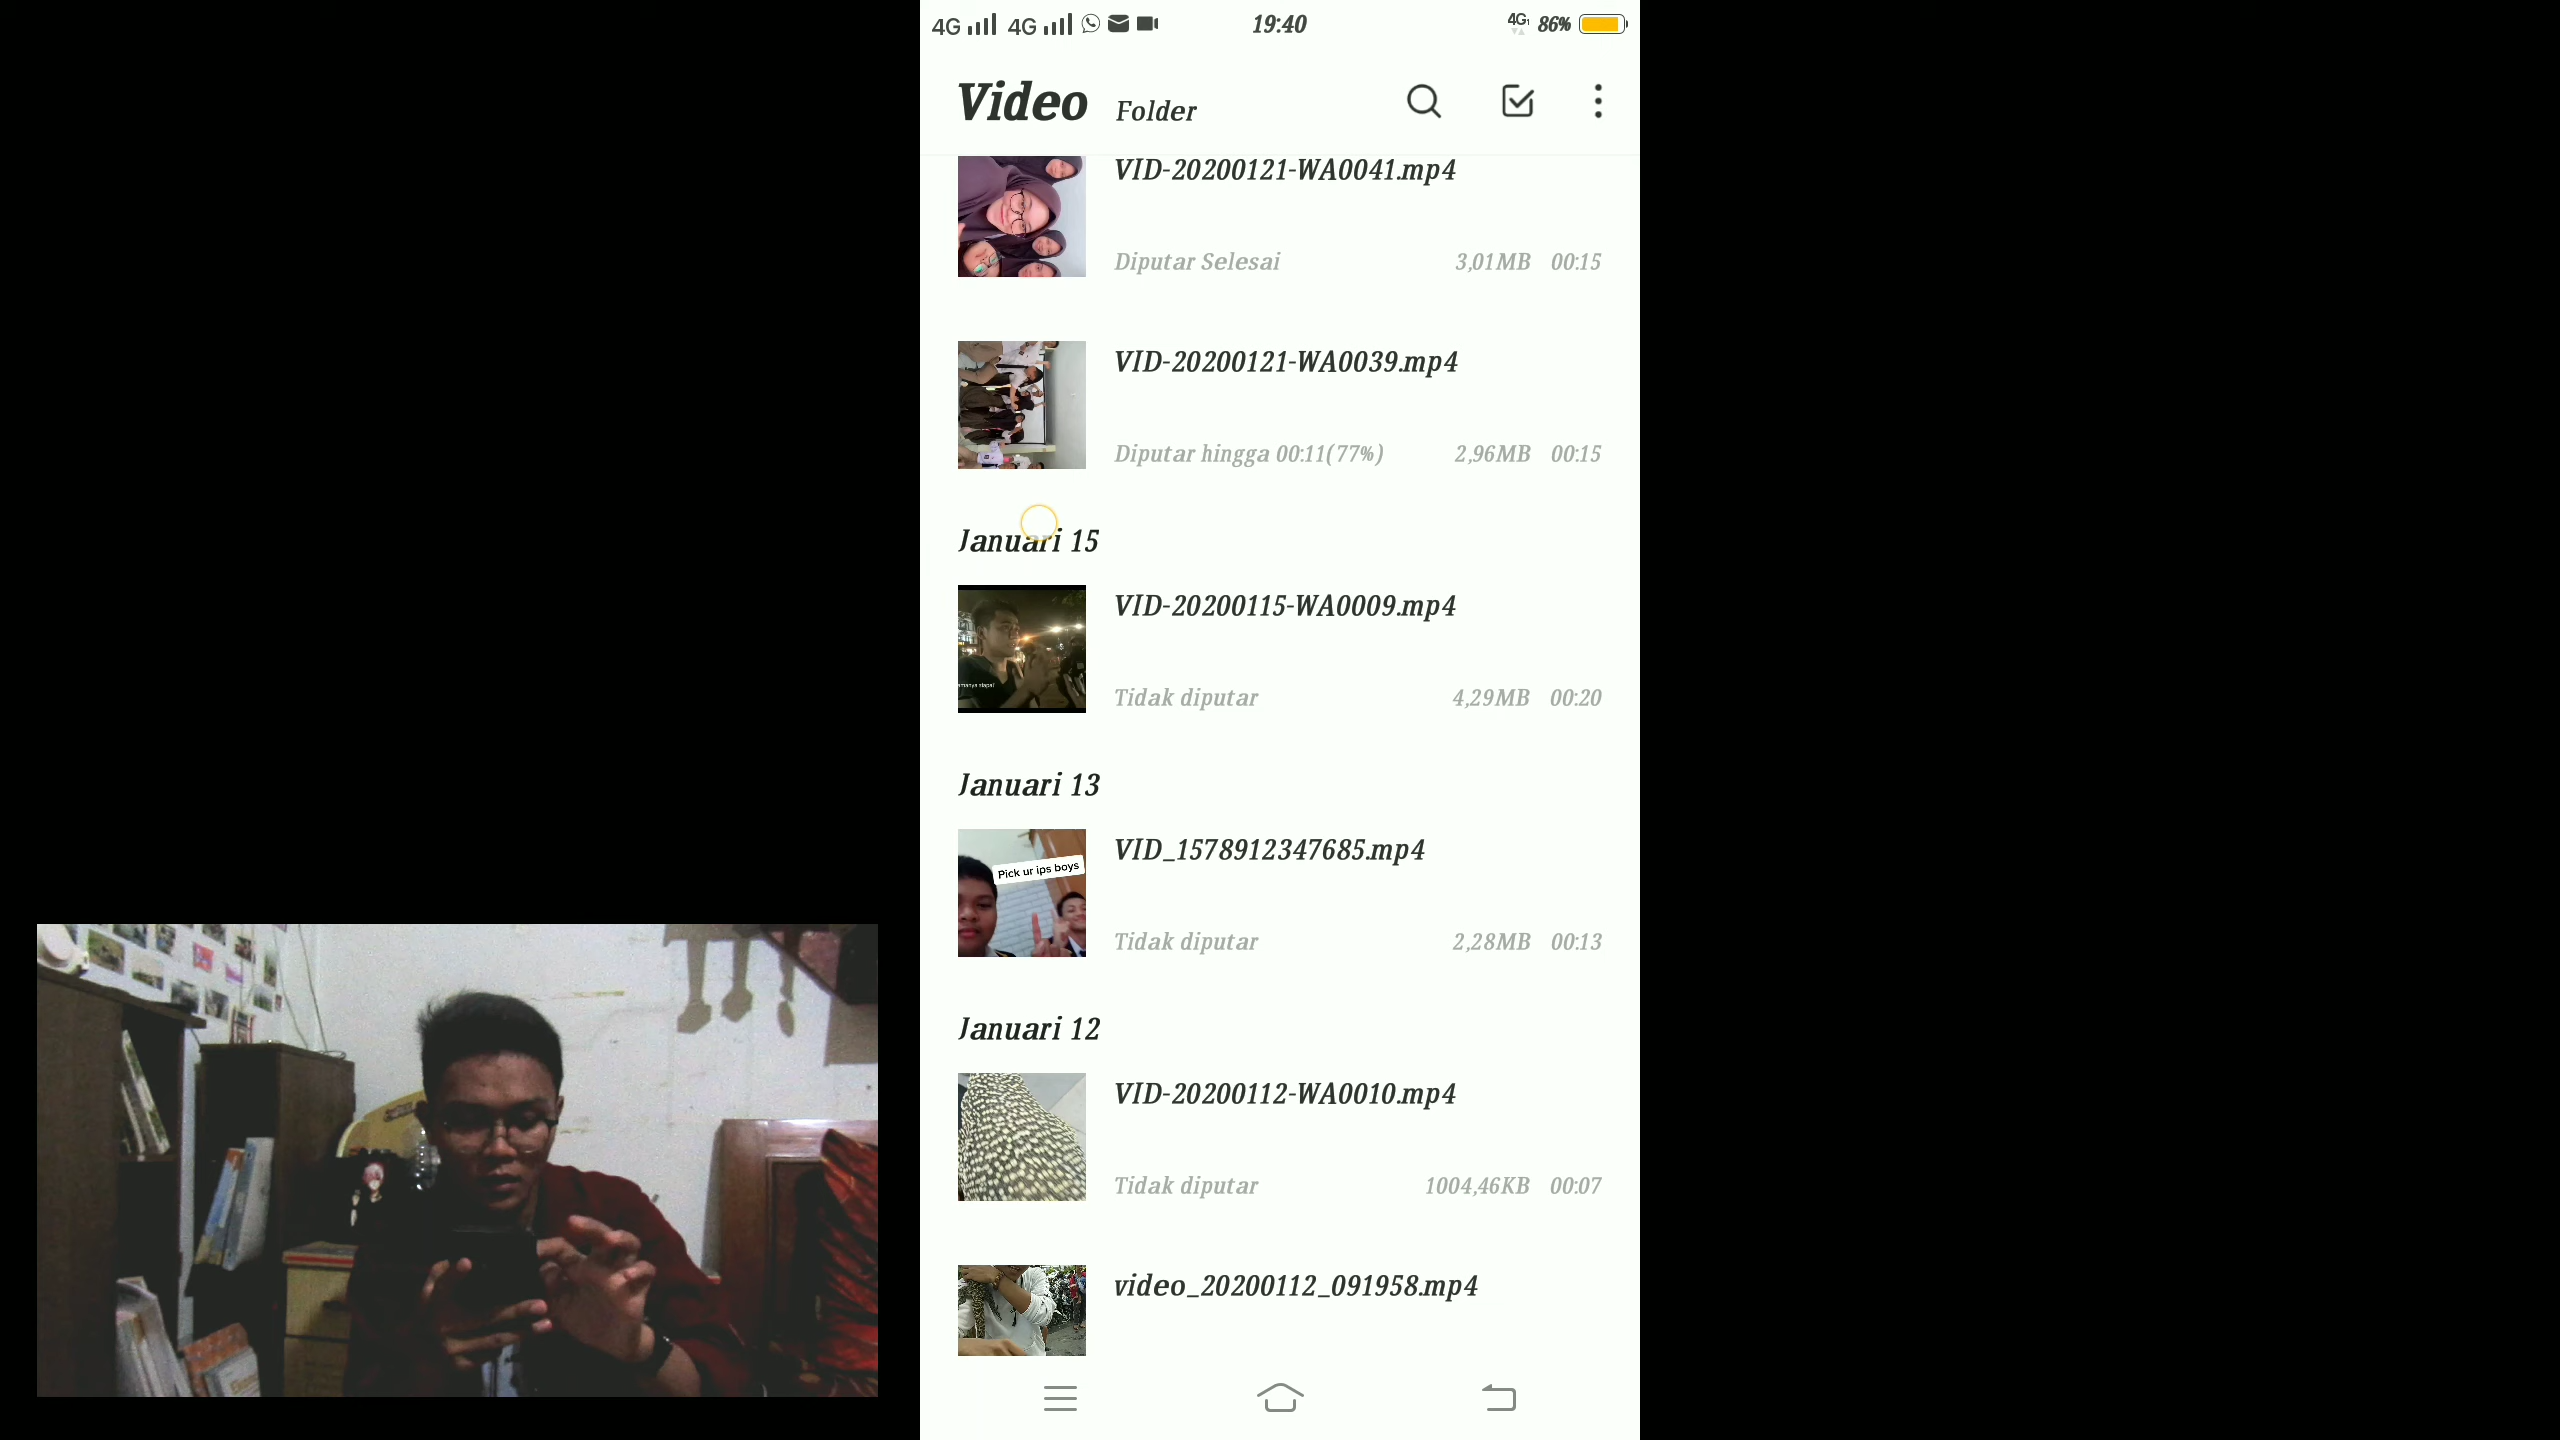 4G 4G 19:40 4G 86%
Video Folder
VID-20200121-WA0041.mp4
Diputar Selesai 3,01MB 00:15
VID-20200121-WA0039.mp4
Diputar hingga 00:11(77%) 2,96MB 00:15
Januari 15
VID-20200115-WA0009.mp4
Tidak diputar 4,29MB 00:20
Januari 13
VID_1578912347685.mp4
Pick ur ips boys
Tidak diputar 2,28MB 00:13
Januari 12
VID-20200112-WA0010.mp4
Tidak diputar 1004,46KB 00:07
video_20200112_091958.mp4